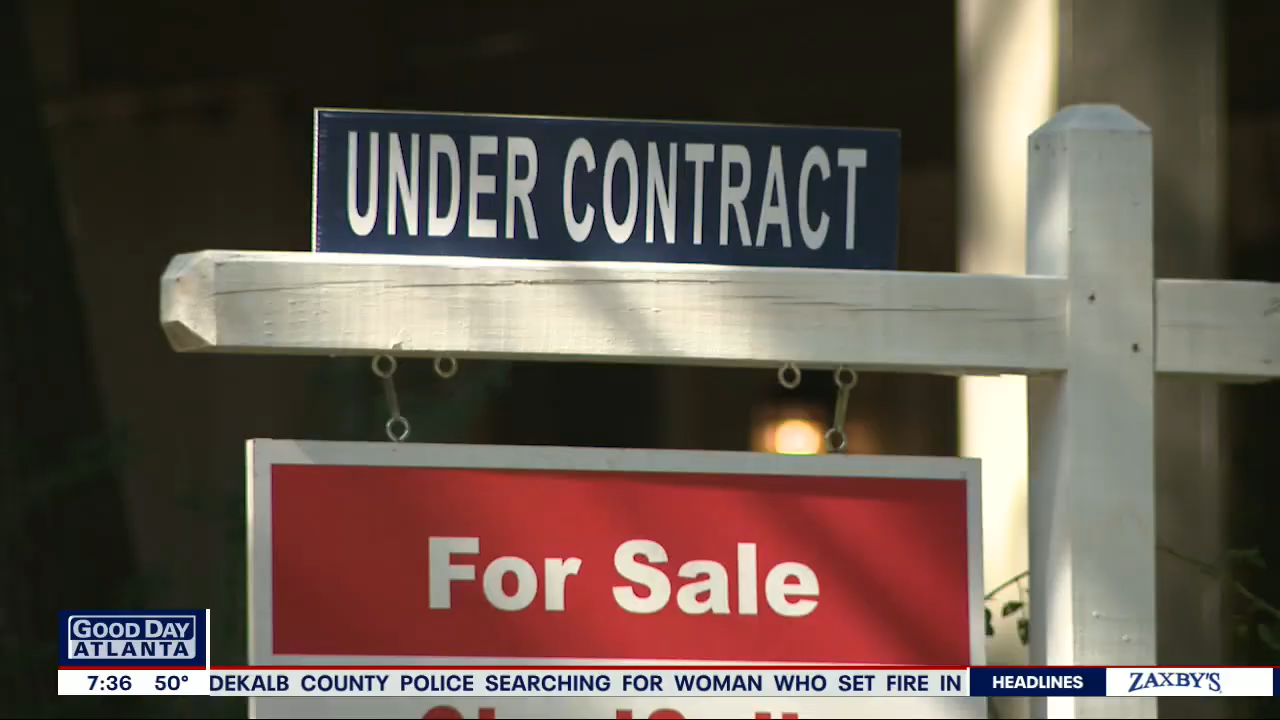 UNDER CONTRACT
For Sale
GOOD DAY
ATLANTA
7:36 50° DEKALB COUNTY POLICE SEARCHING FOR WOMAN WHO SET FIRE IN HEADLINES ZAXBY'S